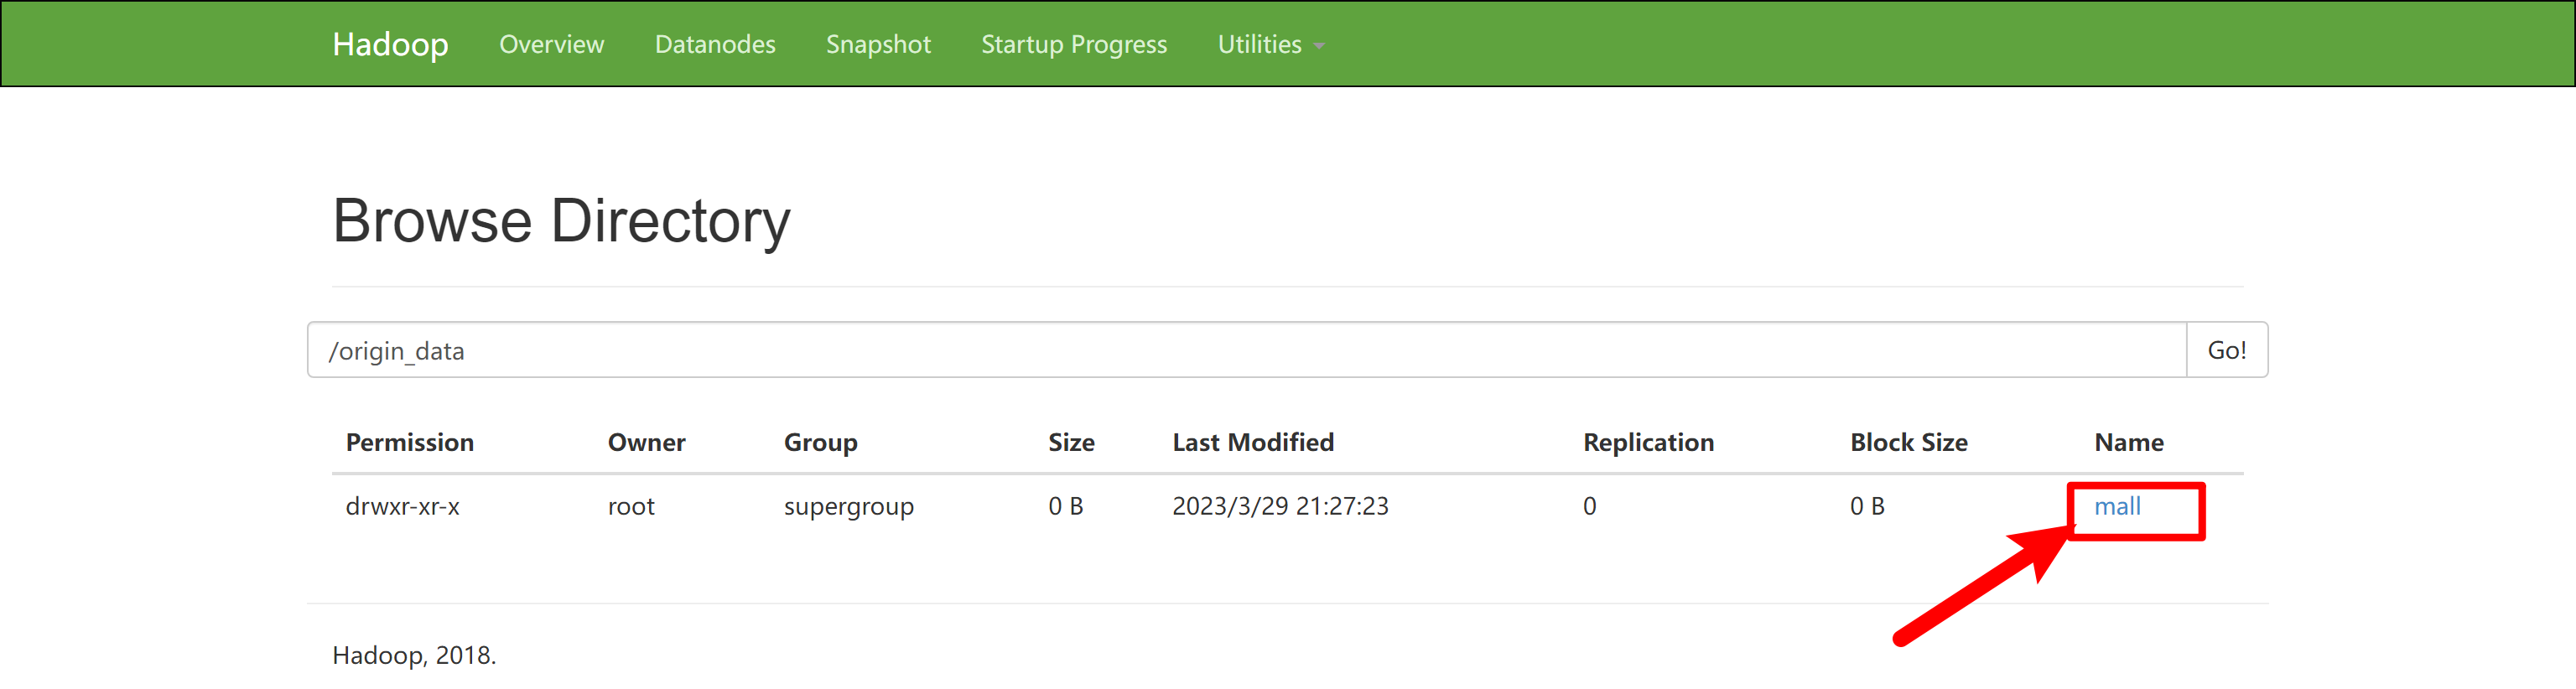 Hadoop Overview Datanodes Snapshot Startup Progress Utilities
Browse Directory
/origin_data Go!
Permission Owner Group Size Last Modified Replication Block Size Name
drwxr-xr-x root supergroup 0 B 2023/3/29 21:27:23 0 0 B mall
Hadoop, 2018.